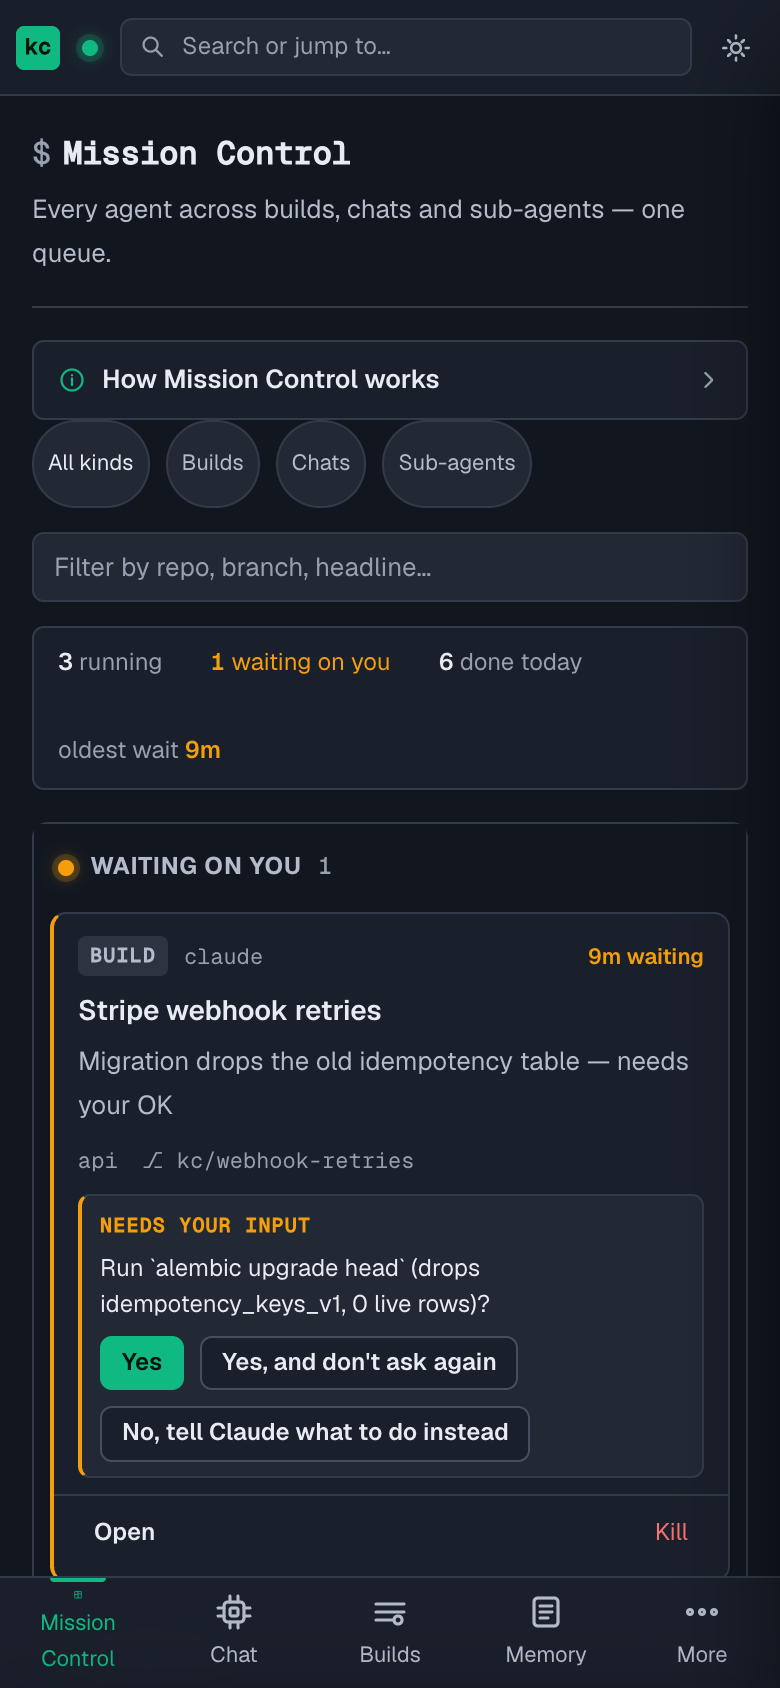 kc
Search or jump to...
$ Mission Control
Every agent across builds, chats and sub-agents — one
queue.
How Mission Control works
All kinds Builds Chats Sub-agents
Filter by repo, branch, headline...
3 running 1 waiting on you 6 done today
oldest wait 9m
WAITING ON YOU 1
BUILD claude 9m waiting
Stripe webhook retries
Migration drops the old idempotency table — needs
your OK
api ⎇ kc/webhook-retries
NEEDS YOUR INPUT
Run `alembic upgrade head` (drops
idempotency_keys_v1, 0 live rows)?
Yes Yes, and don't ask again
No, tell Claude what to do instead
Open Kill
Mission
Control
Chat Builds Memory More